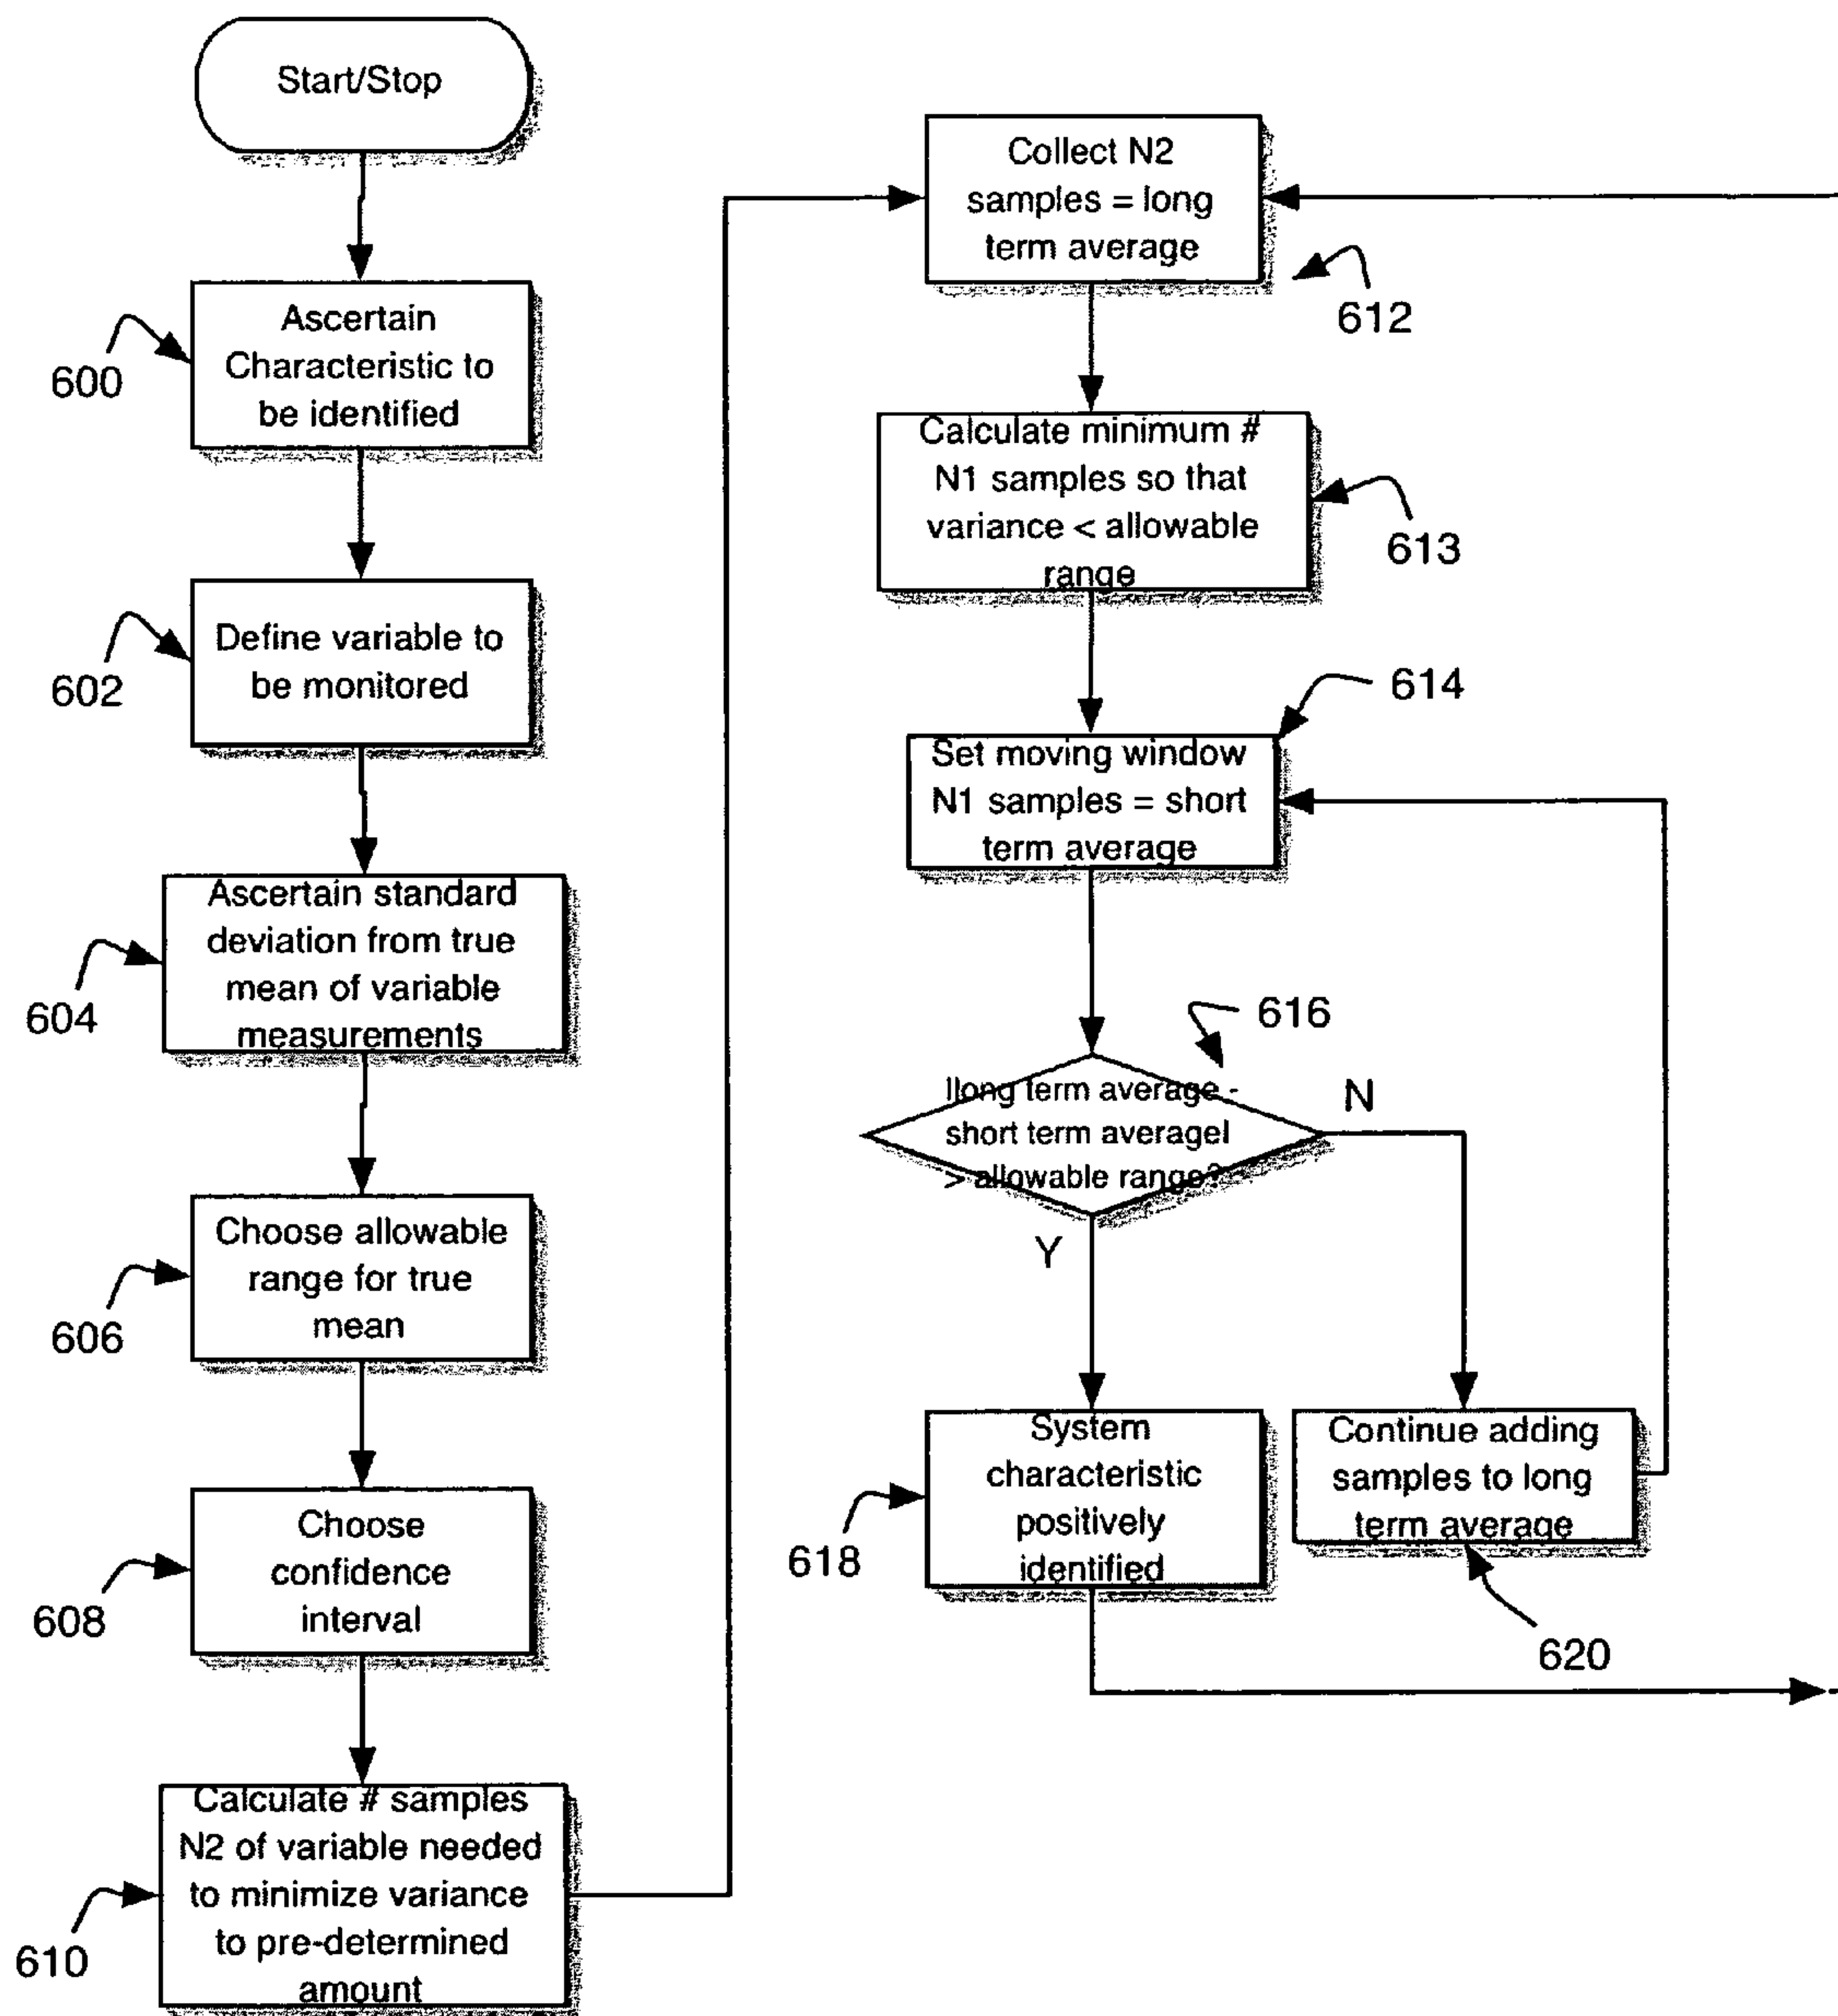 Start/Stop
Ascertain
Characteristic to
be identified
600
Define variable to
be monitored
602
Ascertain standard
deviation from true
mean of variable
measurements
604
Choose allowable
range for true
mean
606
Choose
confidence
interval
608
Calculate # samples
N2 of variable needed
to minimize variance
to pre-determined
amount
610
Collect N2
samples = long
term average
612
Calculate minimum #
N1 samples so that
variance < allowable
range
613
Set moving window
N1 samples = short
term average
614
|long term average -
short term average|
> allowable range?
616
N
Y
System
characteristic
positively
identified
618
Continue adding
samples to long
term average
620